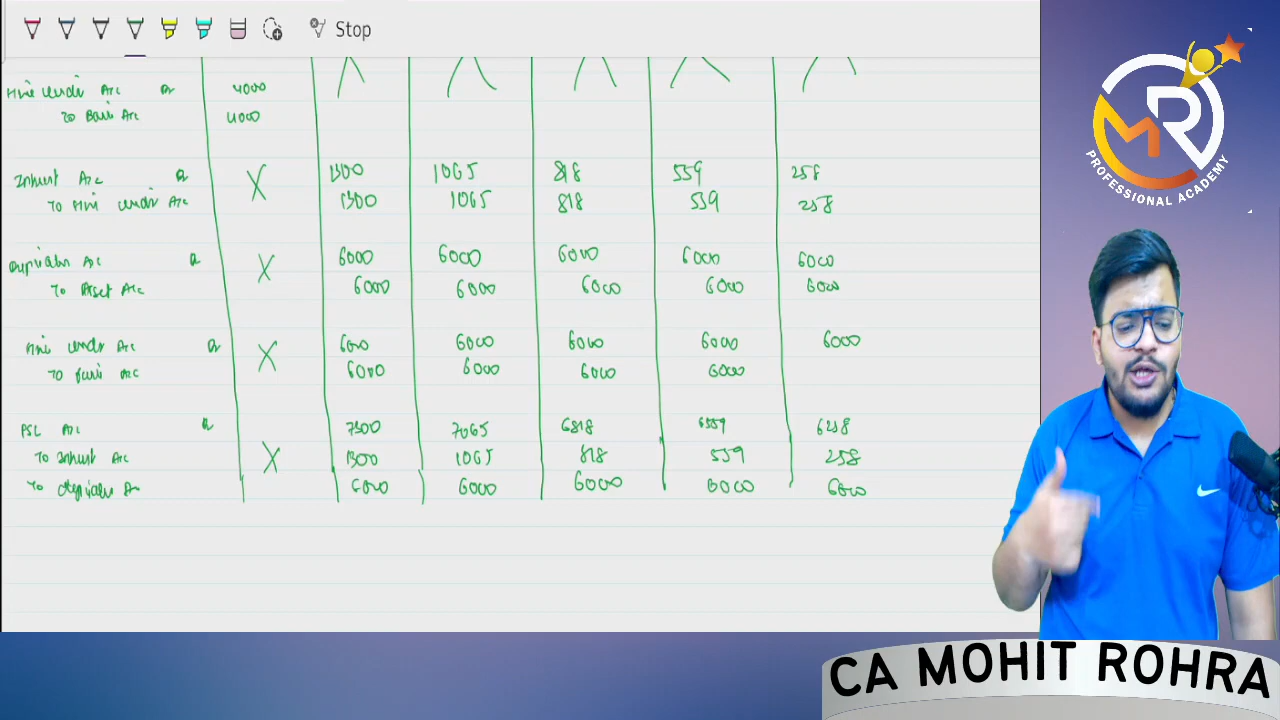 Stop
Hire vendor A/c Dr 4000
To Bank A/c 4000
Interest A/c Dr X 1300 1065 818 559 258
To Hire vendor A/c 1300 1065 818 559 258
Depreciation A/c Dr X 6000 6000 6000 6000 6000
To Asset A/c 6000 6000 6000 6000 6000
Hire vendor A/c Dr X 6000 6000 6000 6000 6000
To Bank A/c 6000 6000 6000 6000
P&L A/c Dr 7300 7065 6818 6559 6258
To Interest A/c X 1300 1065 818 559 258
To Depreciation A/c 6000 6000 6000 6000 6000
MR
PROFESSIONAL ACADEMY
CA MOHIT ROHRA